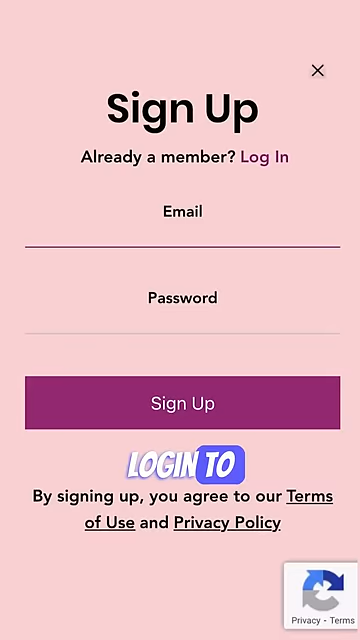 Sign Up
Already a member? Log In
Email
Password
Sign Up
LOGIN TO
By signing up, you agree to our Terms
of Use and Privacy Policy
Privacy - Terms